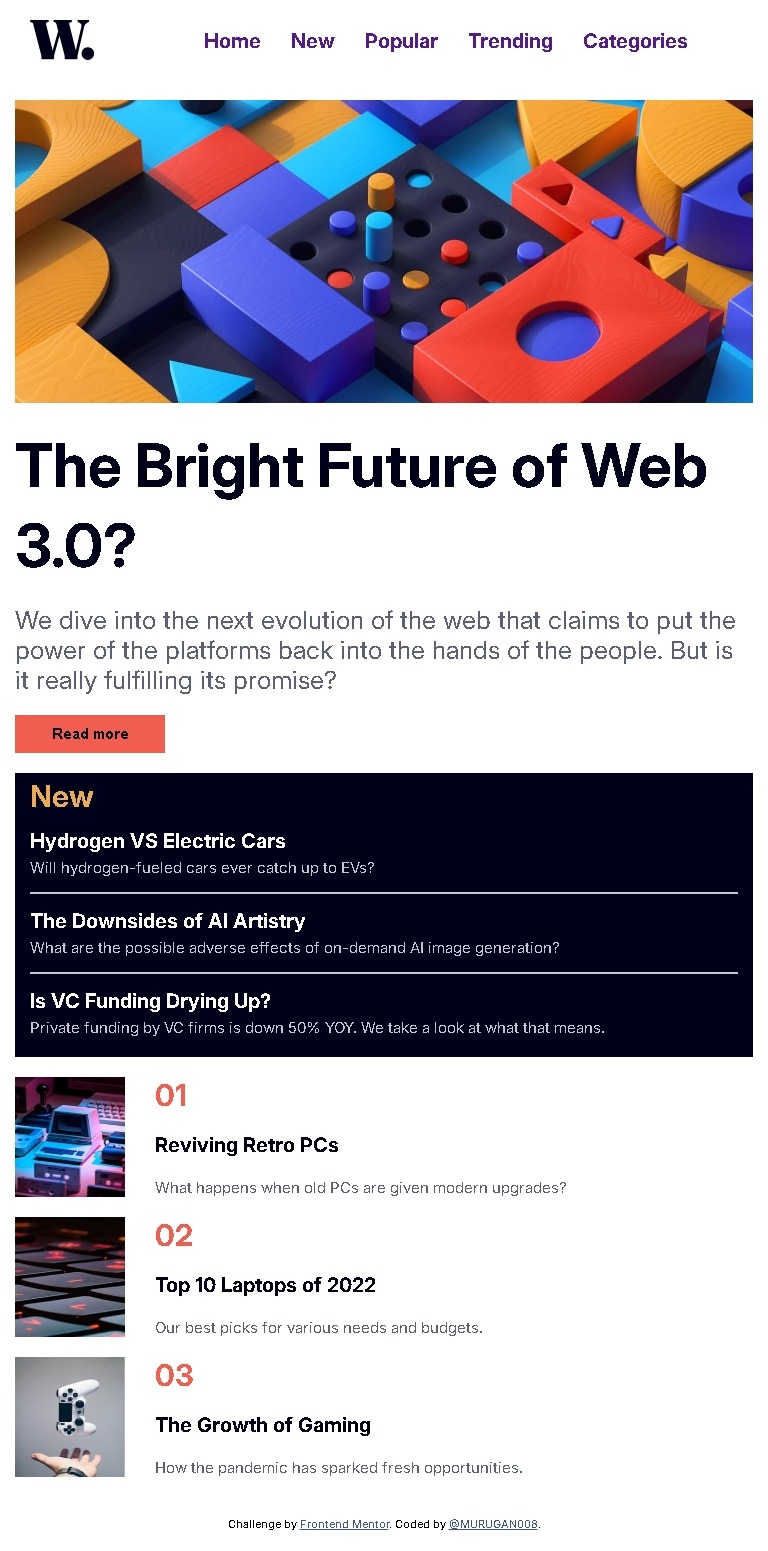 W.
Home New Popular Trending Categories
The Bright Future of Web
3.0?
We dive into the next evolution of the web that claims to put the
power of the platforms back into the hands of the people. But is
it really fulfilling its promise?
Read more
New
Hydrogen VS Electric Cars
Will hydrogen-fueled cars ever catch up to EVs?
The Downsides of AI Artistry
What are the possible adverse effects of on-demand AI image generation?
Is VC Funding Drying Up?
Private funding by VC firms is down 50% YOY. We take a look at what that means.
01
Reviving Retro PCs
What happens when old PCs are given modern upgrades?
02
Top 10 Laptops of 2022
Our best picks for various needs and budgets.
03
The Growth of Gaming
How the pandemic has sparked fresh opportunities.
Challenge by Frontend Mentor. Coded by @MURUGAN008.